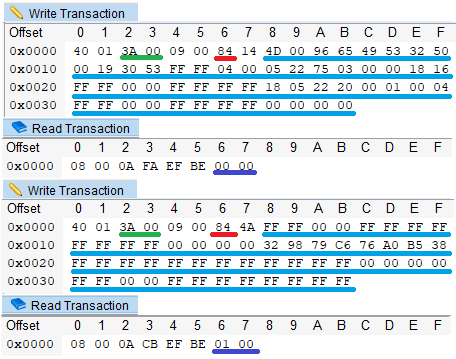 Write Transaction
Offset 0 1 2 3 4 5 6 7 8 9 A B C D E F
0x0000 40 01 3A 00 09 00 84 14 4D 00 96 65 49 53 32 50
0x0010 00 19 30 53 FF FF 04 00 05 22 75 03 00 00 18 16
0x0020 FF FF 00 00 FF FF FF FF 18 05 22 20 00 01 00 04
0x0030 FF FF 00 00 FF FF FF FF 00 00 00 00
Read Transaction
Offset 0 1 2 3 4 5 6 7 8 9 A B C D E F
0x0000 08 00 0A FA EF BE 00 00
Write Transaction
Offset 0 1 2 3 4 5 6 7 8 9 A B C D E F
0x0000 40 01 3A 00 09 00 84 4A FF FF 00 00 FF FF FF FF
0x0010 FF FF FF FF 00 00 00 00 32 98 79 C6 76 A0 B5 38
0x0020 FF FF FF FF FF FF FF FF FF FF FF FF 00 00 00 00
0x0030 FF FF 00 00 FF FF FF FF FF FF FF FF
Read Transaction
Offset 0 1 2 3 4 5 6 7 8 9 A B C D E F
0x0000 08 00 0A CB EF BE 01 00